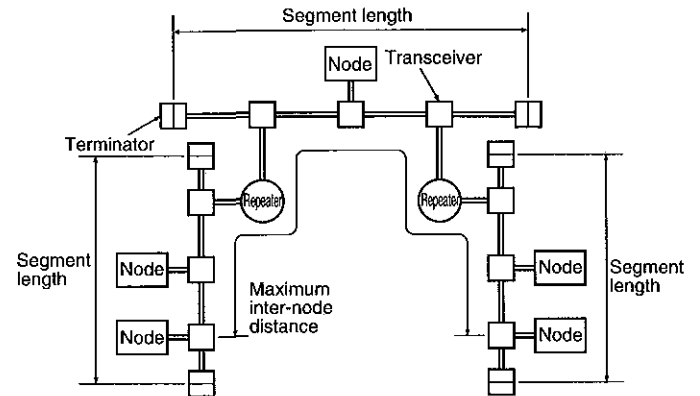 Segment length
Node
Transceiver
Terminator
Repeater
Repeater
Segment
length
Node
Node
Maximum
inter-node
distance
Node
Node
Segment
length